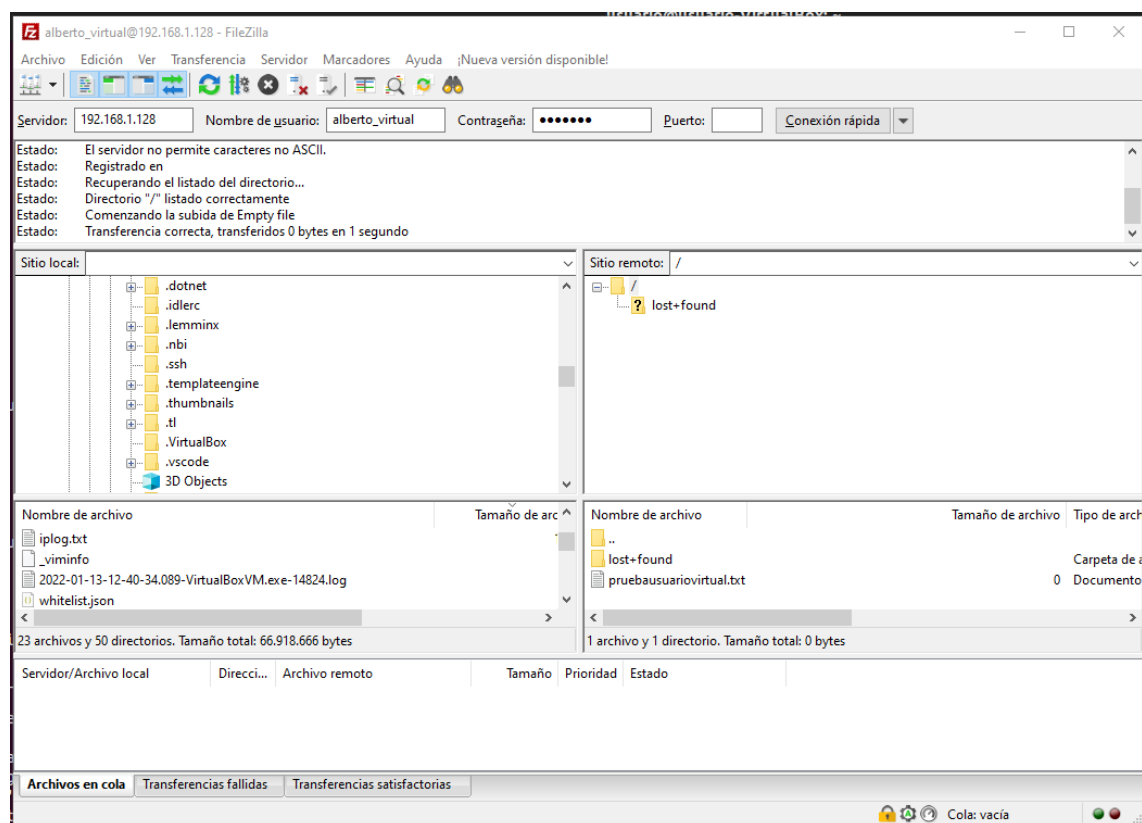 alberto_virtual@192.168.1.128 - FileZilla
Archivo Edición Ver Transferencia Servidor Marcadores Ayuda ¡Nueva versión disponible!
Servidor: 192.168.1.128 Nombre de usuario: alberto_virtual Contraseña: ●●●●●●● Puerto: Conexión rápida
Estado: El servidor no permite caracteres no ASCII.
Estado: Registrado en
Estado: Recuperando el listado del directorio...
Estado: Directorio "/" listado correctamente
Estado: Comenzando la subida de Empty file
Estado: Transferencia correcta, transferidos 0 bytes en 1 segundo
Sitio local:
.dotnet
.idlerc
.lemminx
.nbi
.ssh
.templateengine
.thumbnails
.tl
.VirtualBox
.vscode
3D Objects
Sitio remoto: /
/
lost+found
Nombre de archivo Tamaño de arc
iplog.txt
_viminfo
2022-01-13-12-40-34.089-VirtualBoxVM.exe-14824.log
whitelist.json
23 archivos y 50 directorios. Tamaño total: 66.918.666 bytes
Nombre de archivo Tamaño de archivo Tipo de arch
..
lost+found Carpeta de a
pruebausuariovirtual.txt 0 Documento
1 archivo y 1 directorio. Tamaño total: 0 bytes
Servidor/Archivo local Direcci... Archivo remoto Tamaño Prioridad Estado
Archivos en cola Transferencias fallidas Transferencias satisfactorias
Cola: vacía